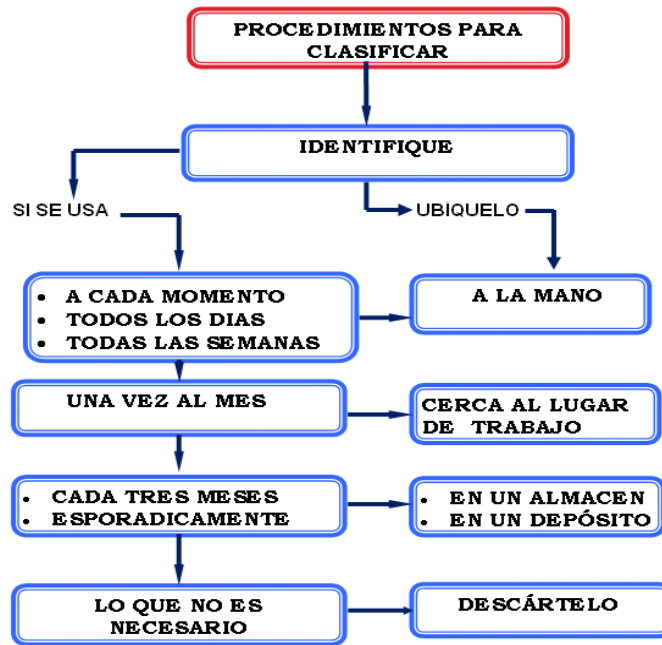 PROCEDIMIENTOS PARA
CLASIFICAR
IDENTIFIQUE
SI SE USA
UBÍQUELO
• A CADA MOMENTO
• TODOS LOS DIAS
• TODAS LAS SEMANAS
A LA MANO
UNA VEZ AL MES
CERCA AL LUGAR
DE TRABAJO
• CADA TRES MESES
• ESPORADICAMENTE
• EN UN ALMACEN
• EN UN DEPÓSITO
LO QUE NO ES
NECESARIO
DESCÁRTELO